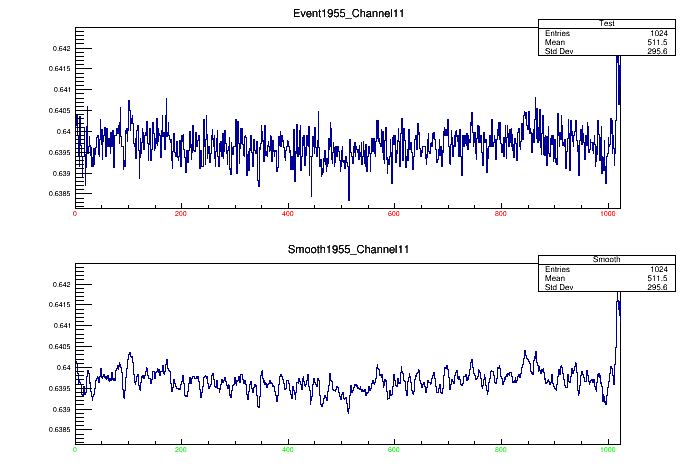 Event1955_Channel11
Test
Entries 1024
Mean 511.5
Std Dev 295.6
0.642
0.6415
0.641
0.6405
0.64
0.6395
0.639
0.6385
0 200 400 600 800 1000
Smooth1955_Channel11
Smooth
Entries 1024
Mean 511.5
Std Dev 295.6
0.642
0.6415
0.641
0.6405
0.64
0.6395
0.639
0.6385
0 200 400 600 800 1000